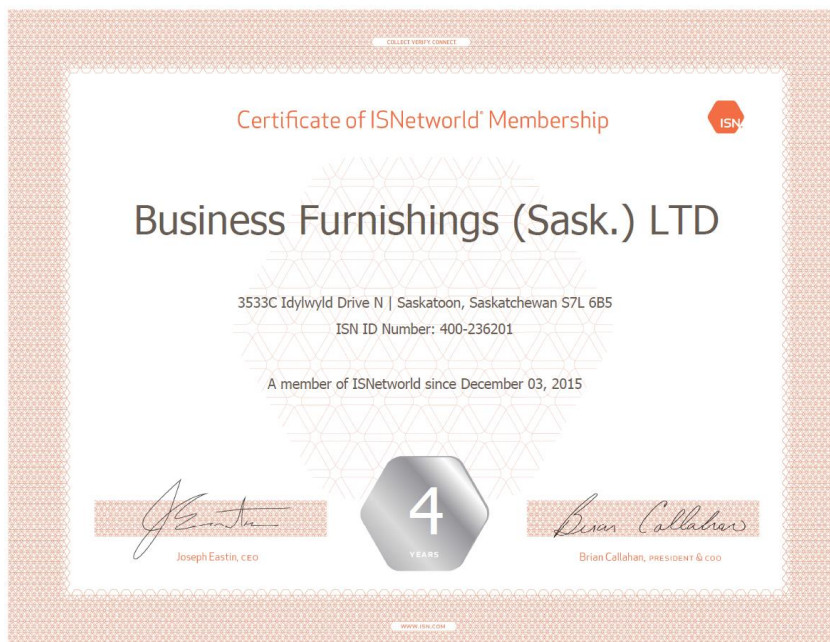 COLLECT VERIFY CONNECT
Certificate of ISNetworld® Membership
ISN
Business Furnishings (Sask.) LTD
3533C Idylwyld Drive N | Saskatoon, Saskatchewan S7L 6B5
ISN ID Number: 400-236201
A member of ISNetworld since December 03, 2015
4
YEARS
Joseph Eastin, CEO
Brian Callahan
Brian Callahan, PRESIDENT & COO
WWW.ISN.COM